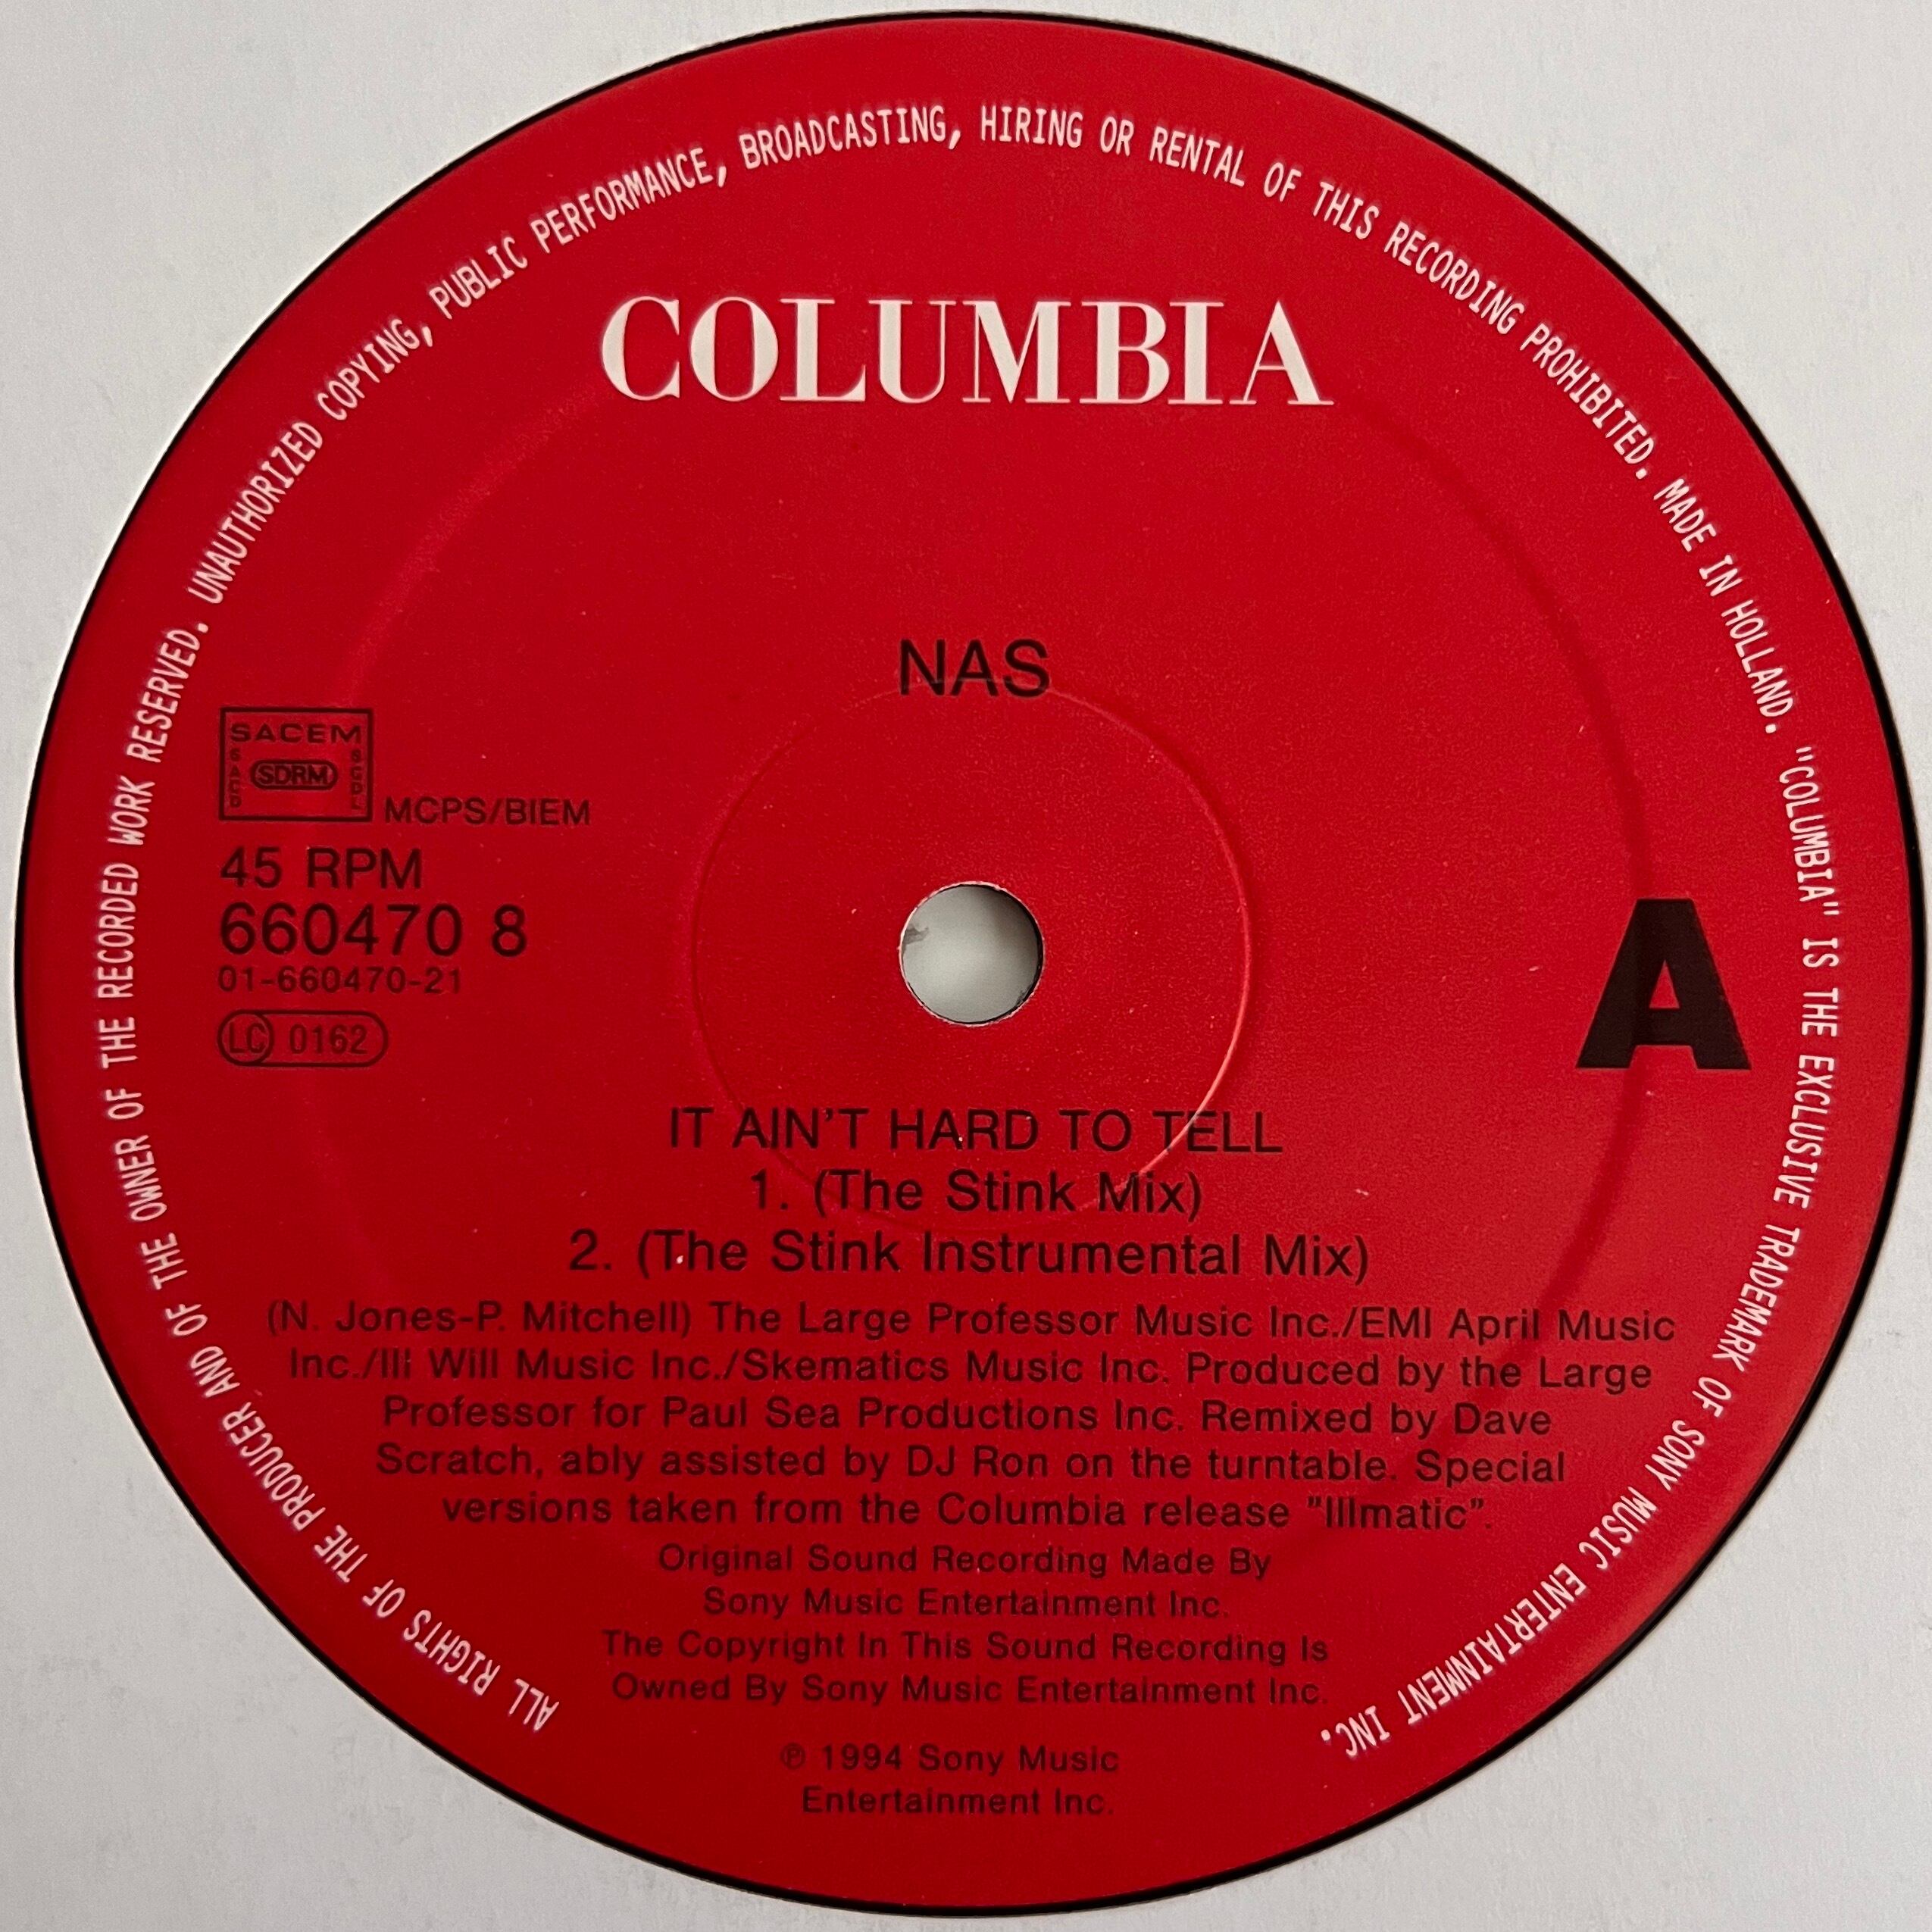 ALL RIGHTS OF THE PRODUCER AND OF THE OWNER OF THE RECORDED WORK RESERVED. UNAUTHORIZED COPYING, PUBLIC PERFORMANCE, BROADCASTING, HIRING OR RENTAL OF THIS RECORDING PROHIBITED. MADE IN HOLLAND. "COLUMBIA" IS THE EXCLUSIVE TRADEMARK OF SONY MUSIC ENTERTAINMENT INC.
COLUMBIA
NAS
SACEM
SACD
SDRM
SGDL
MCPS/BIEM
45 RPM
660470 8
01-660470-21
LC 0162
A
IT AIN'T HARD TO TELL
1. (The Stink Mix)
2. (The Stink Instrumental Mix)
(N. Jones-P. Mitchell) The Large Professor Music Inc./EMI April Music
Inc./Ill Will Music Inc./Skematics Music Inc. Produced by the Large
Professor for Paul Sea Productions Inc. Remixed by Dave
Scratch, ably assisted by DJ Ron on the turntable. Special
versions taken from the Columbia release "Illmatic".
Original Sound Recording Made By
Sony Music Entertainment Inc.
The Copyright In This Sound Recording Is
Owned By Sony Music Entertainment Inc.
℗ 1994 Sony Music
Entertainment Inc.